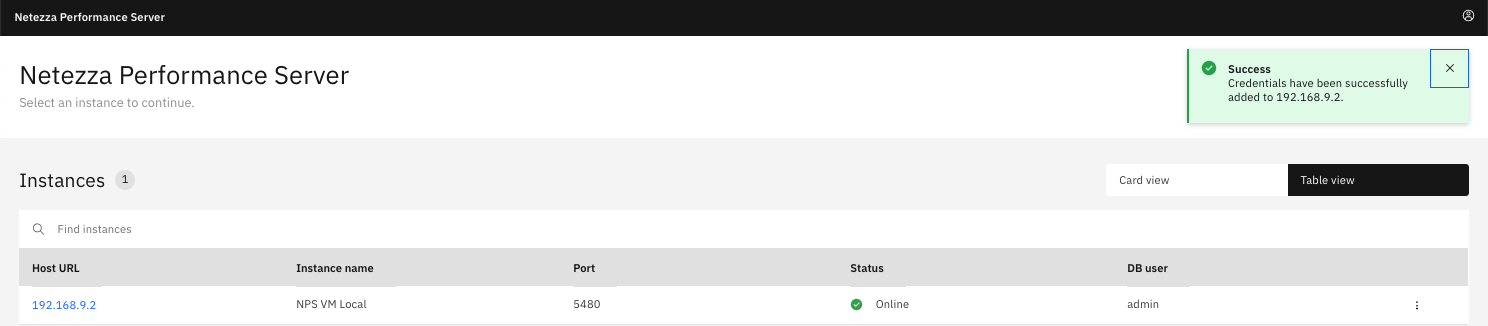 Netezza Performance Server
Netezza Performance Server
Select an instance to continue.
Success
Credentials have been successfully
added to 192.168.9.2.
Instances 1
Card view
Table view
Find instances
Host URL Instance name Port Status DB user
192.168.9.2 NPS VM Local 5480 Online admin